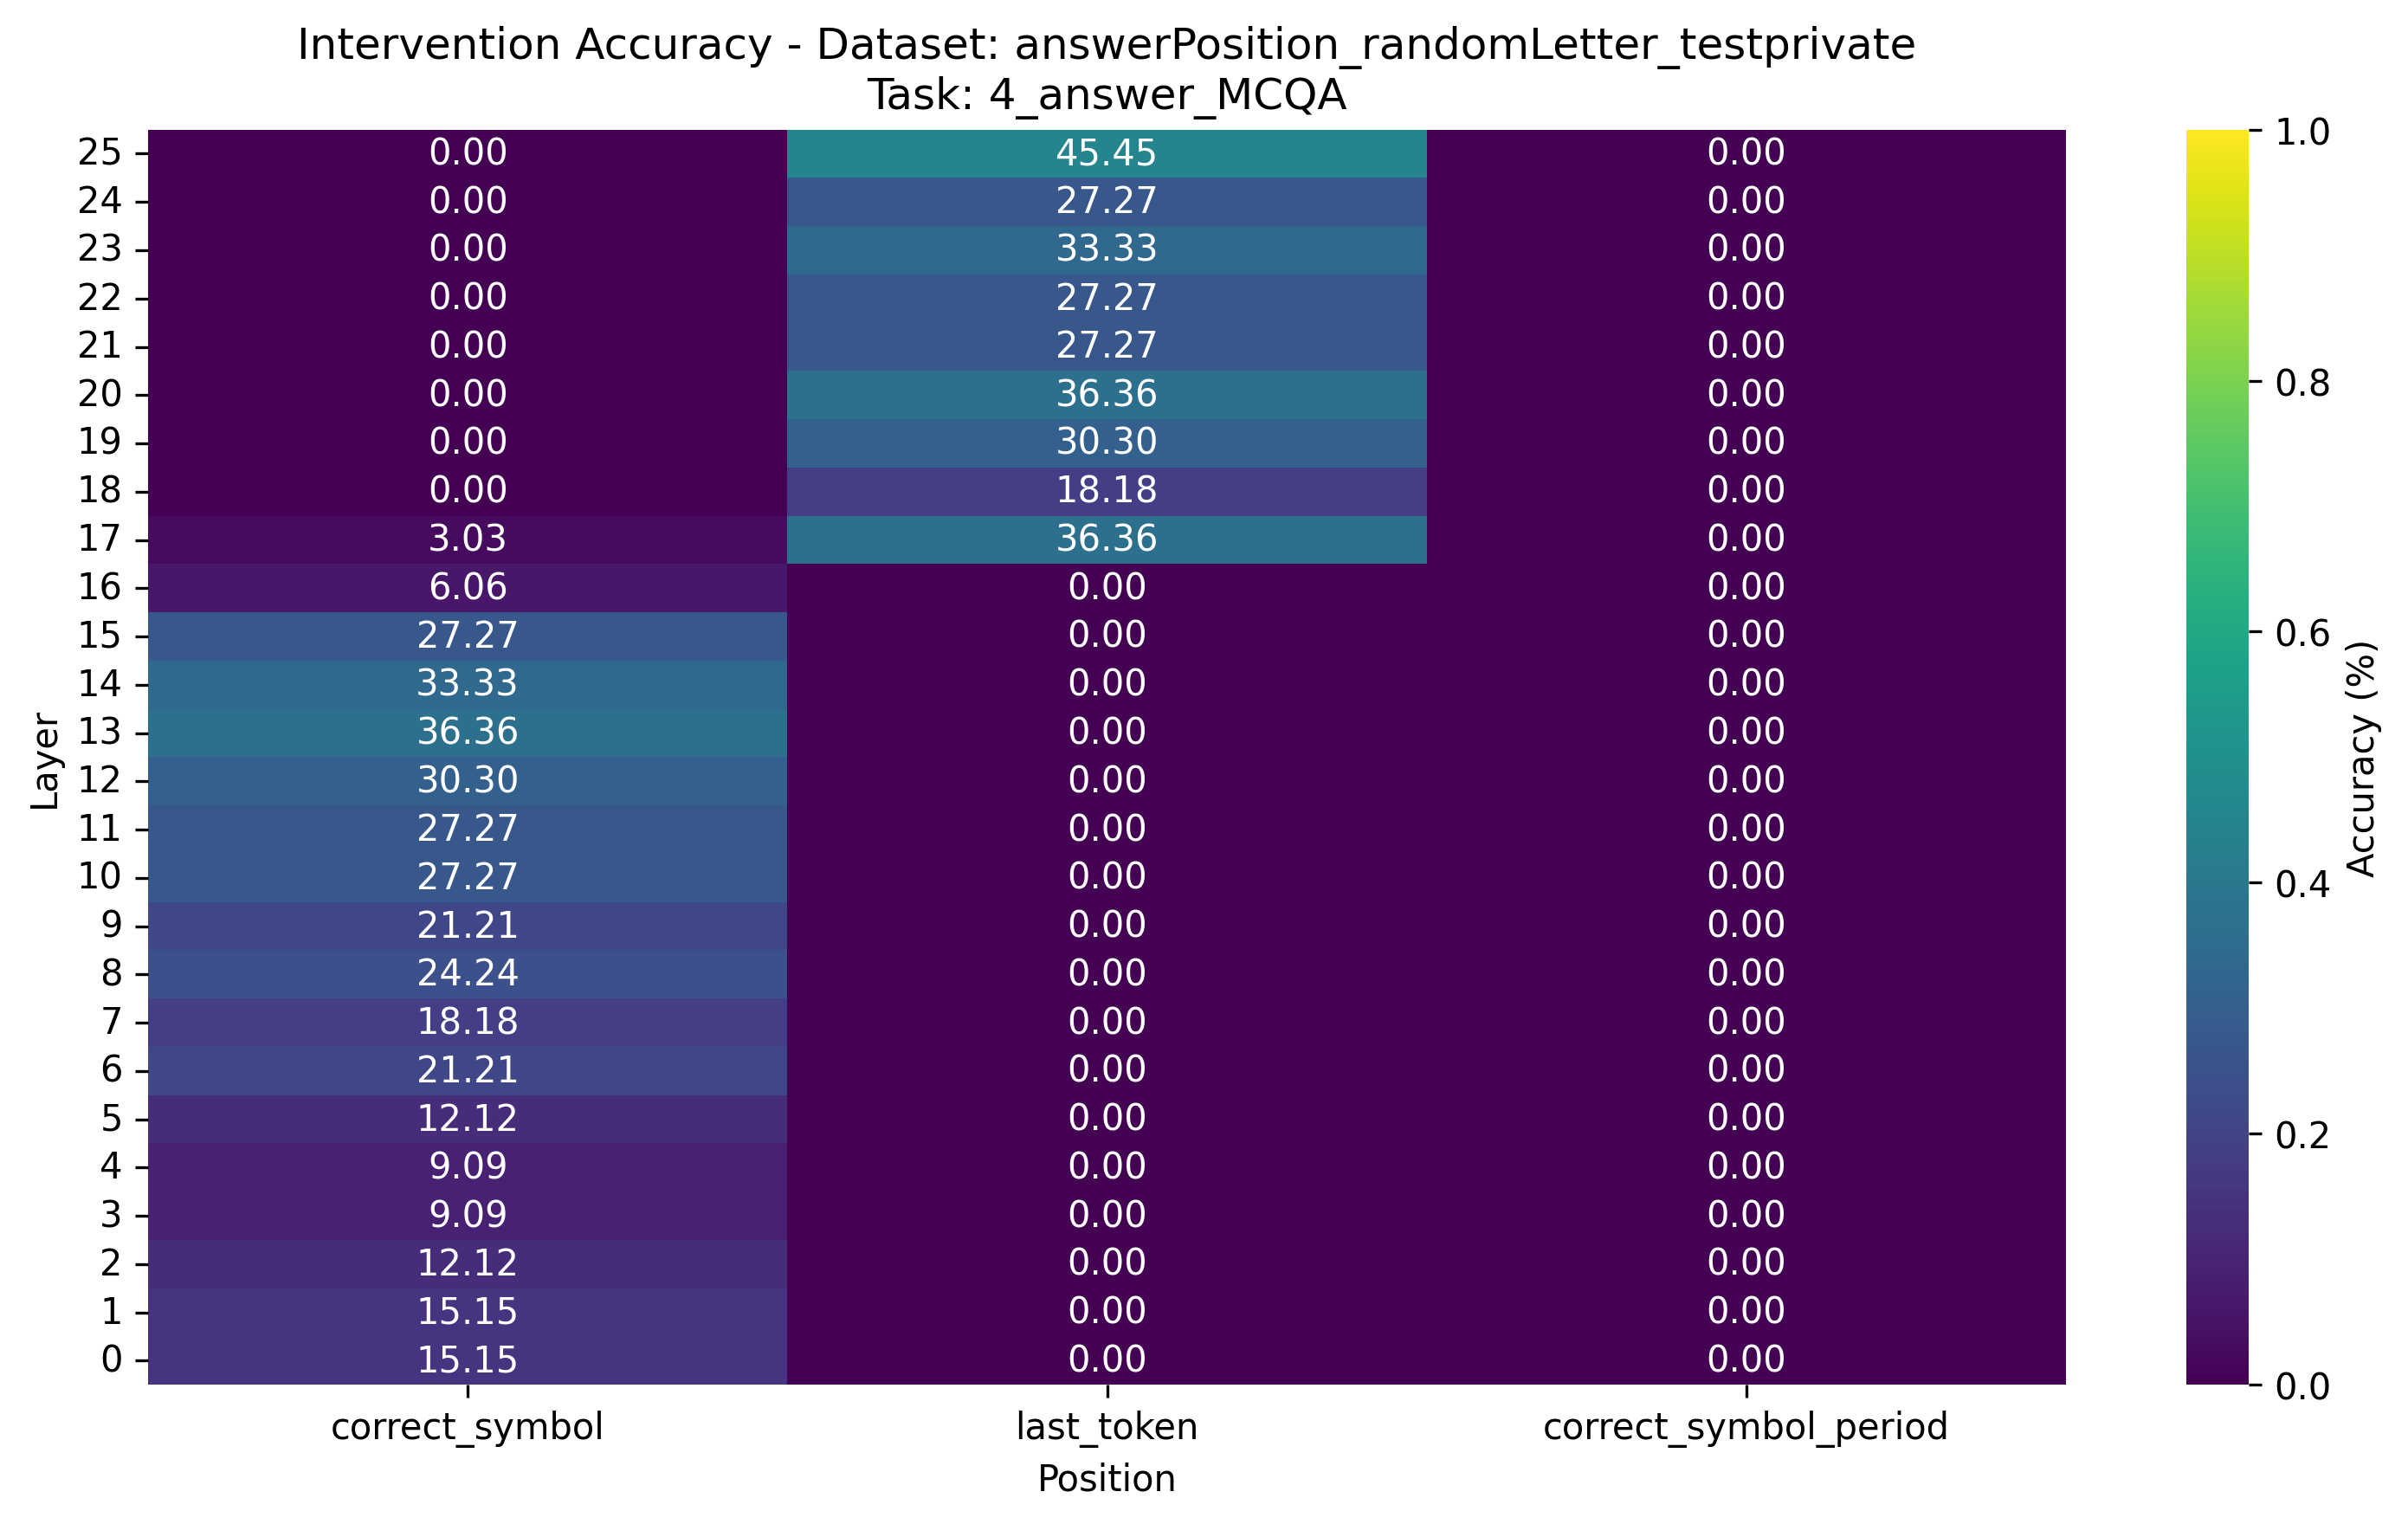 Intervention Accuracy - Dataset: answerPosition_randomLetter_testprivate
Task: 4_answer_MCQA
25 0.00 45.45 0.00
24 0.00 27.27 0.00
23 0.00 33.33 0.00
22 0.00 27.27 0.00
21 0.00 27.27 0.00
20 0.00 36.36 0.00
19 0.00 30.30 0.00
18 0.00 18.18 0.00
17 3.03 36.36 0.00
16 6.06 0.00 0.00
15 27.27 0.00 0.00
14 33.33 0.00 0.00
13 36.36 0.00 0.00
12 30.30 0.00 0.00
11 27.27 0.00 0.00
10 27.27 0.00 0.00
9 21.21 0.00 0.00
8 24.24 0.00 0.00
7 18.18 0.00 0.00
6 21.21 0.00 0.00
5 12.12 0.00 0.00
4 9.09 0.00 0.00
3 9.09 0.00 0.00
2 12.12 0.00 0.00
1 15.15 0.00 0.00
0 15.15 0.00 0.00
Layer
correct_symbol last_token correct_symbol_period
Position
1.0
0.8
0.6
0.4
0.2
0.0
Accuracy (%)